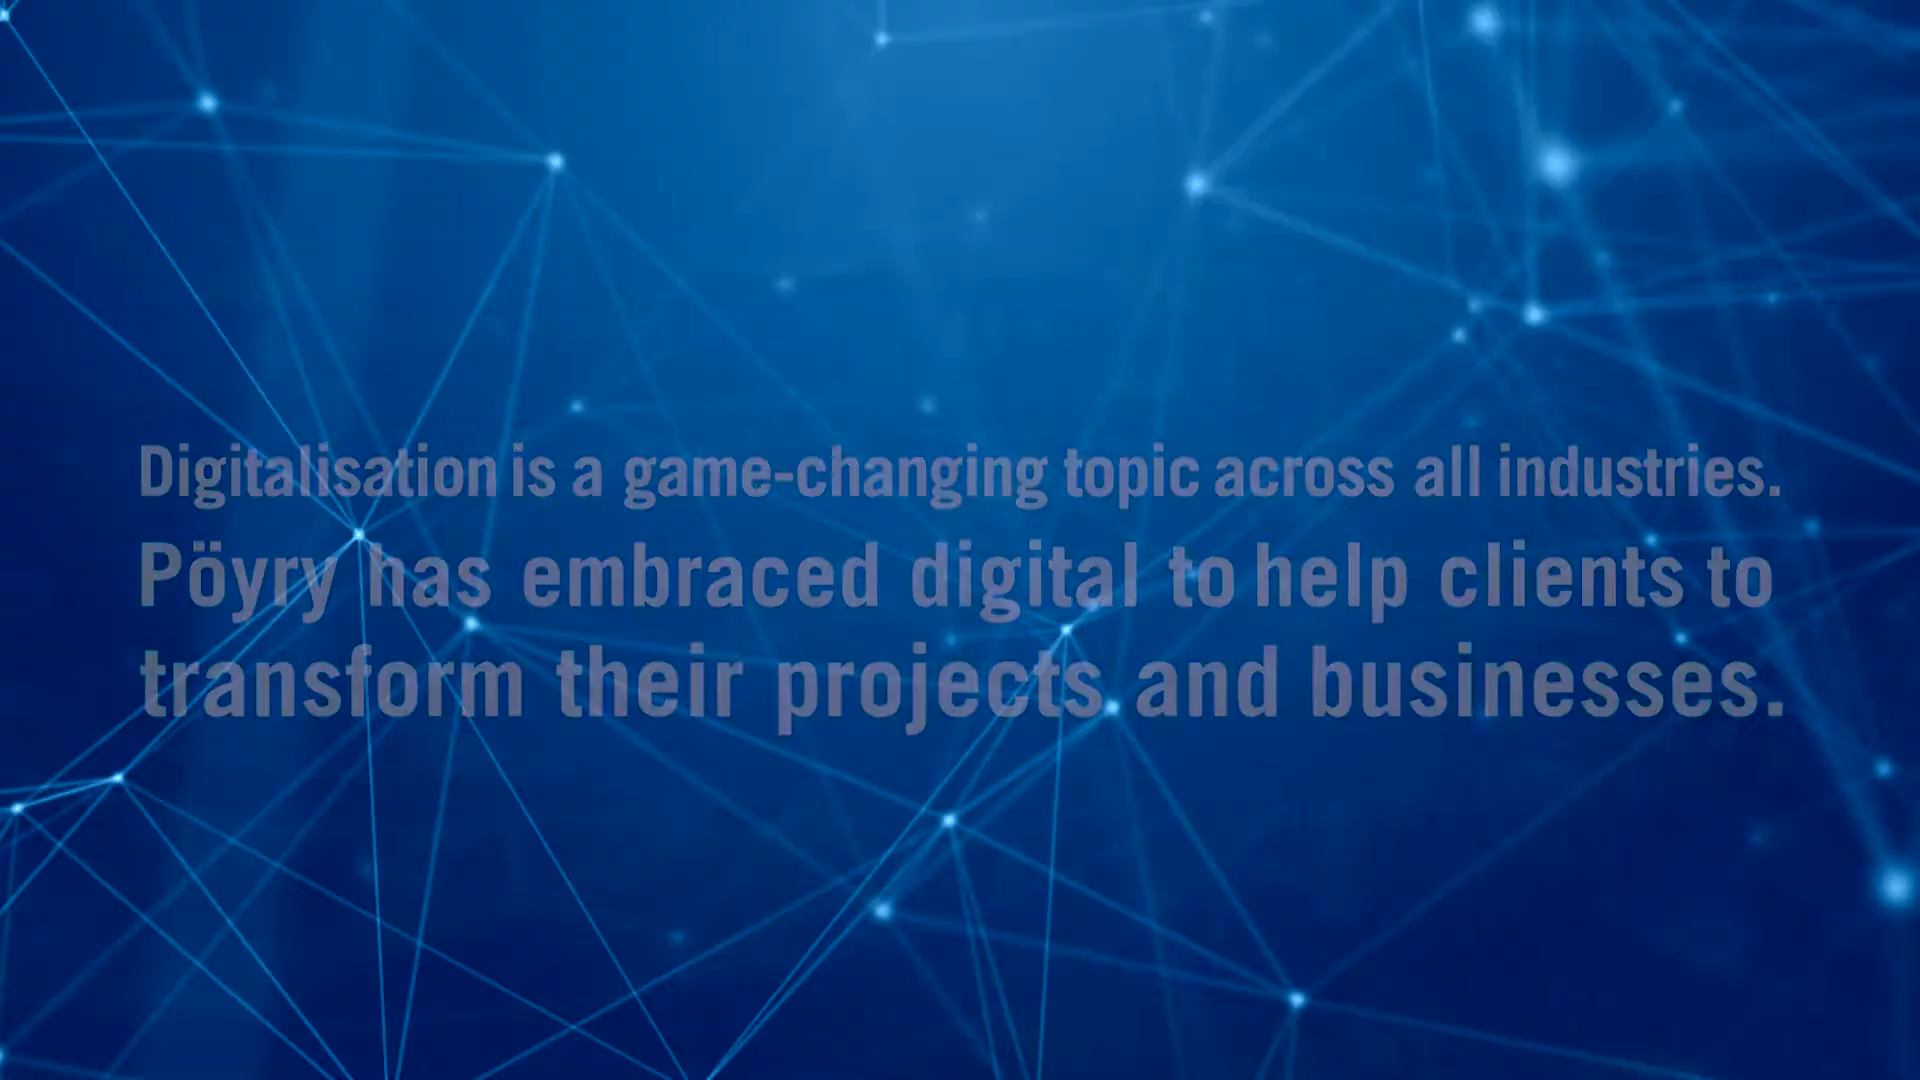 Digitalisation is a game-changing topic across all industries.
Pöyry has embraced digital to help clients to
transform their projects and businesses.